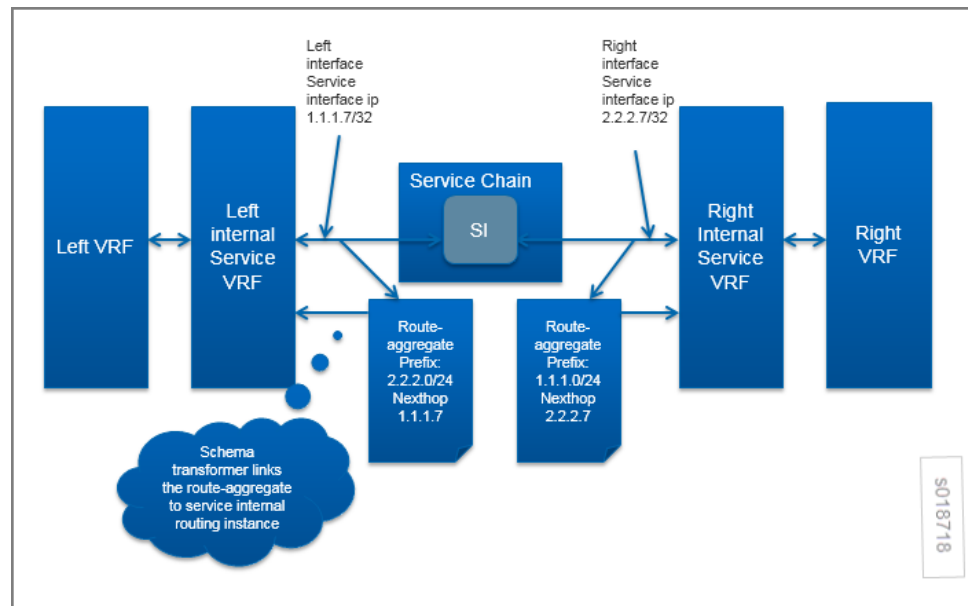 Left
interface
Service
interface ip
1.1.1.7/32
Right
interface
Service
interface ip
2.2.2.7/32
Left VRF
Left
internal
Service
VRF
Service Chain
SI
Right
Internal
Service
VRF
Right
VRF
Route-
aggregate
Prefix:
2.2.2.0/24
Nexthop
1.1.1.7
Route-
aggregate
Prefix:
1.1.1.0/24
Nexthop
2.2.2.7
Schema
transformer links
the route-aggregate
to service internal
routing instance
s018718